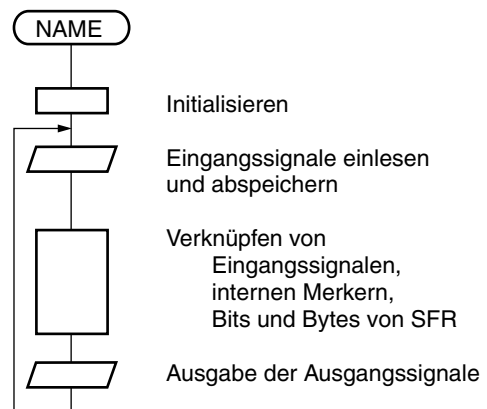 NAME
Initialisieren
Eingangssignale einlesen
und abspeichern
Verknüpfen von
Eingangssignalen,
internen Merkern,
Bits und Bytes von SFR
Ausgabe der Ausgangssignale